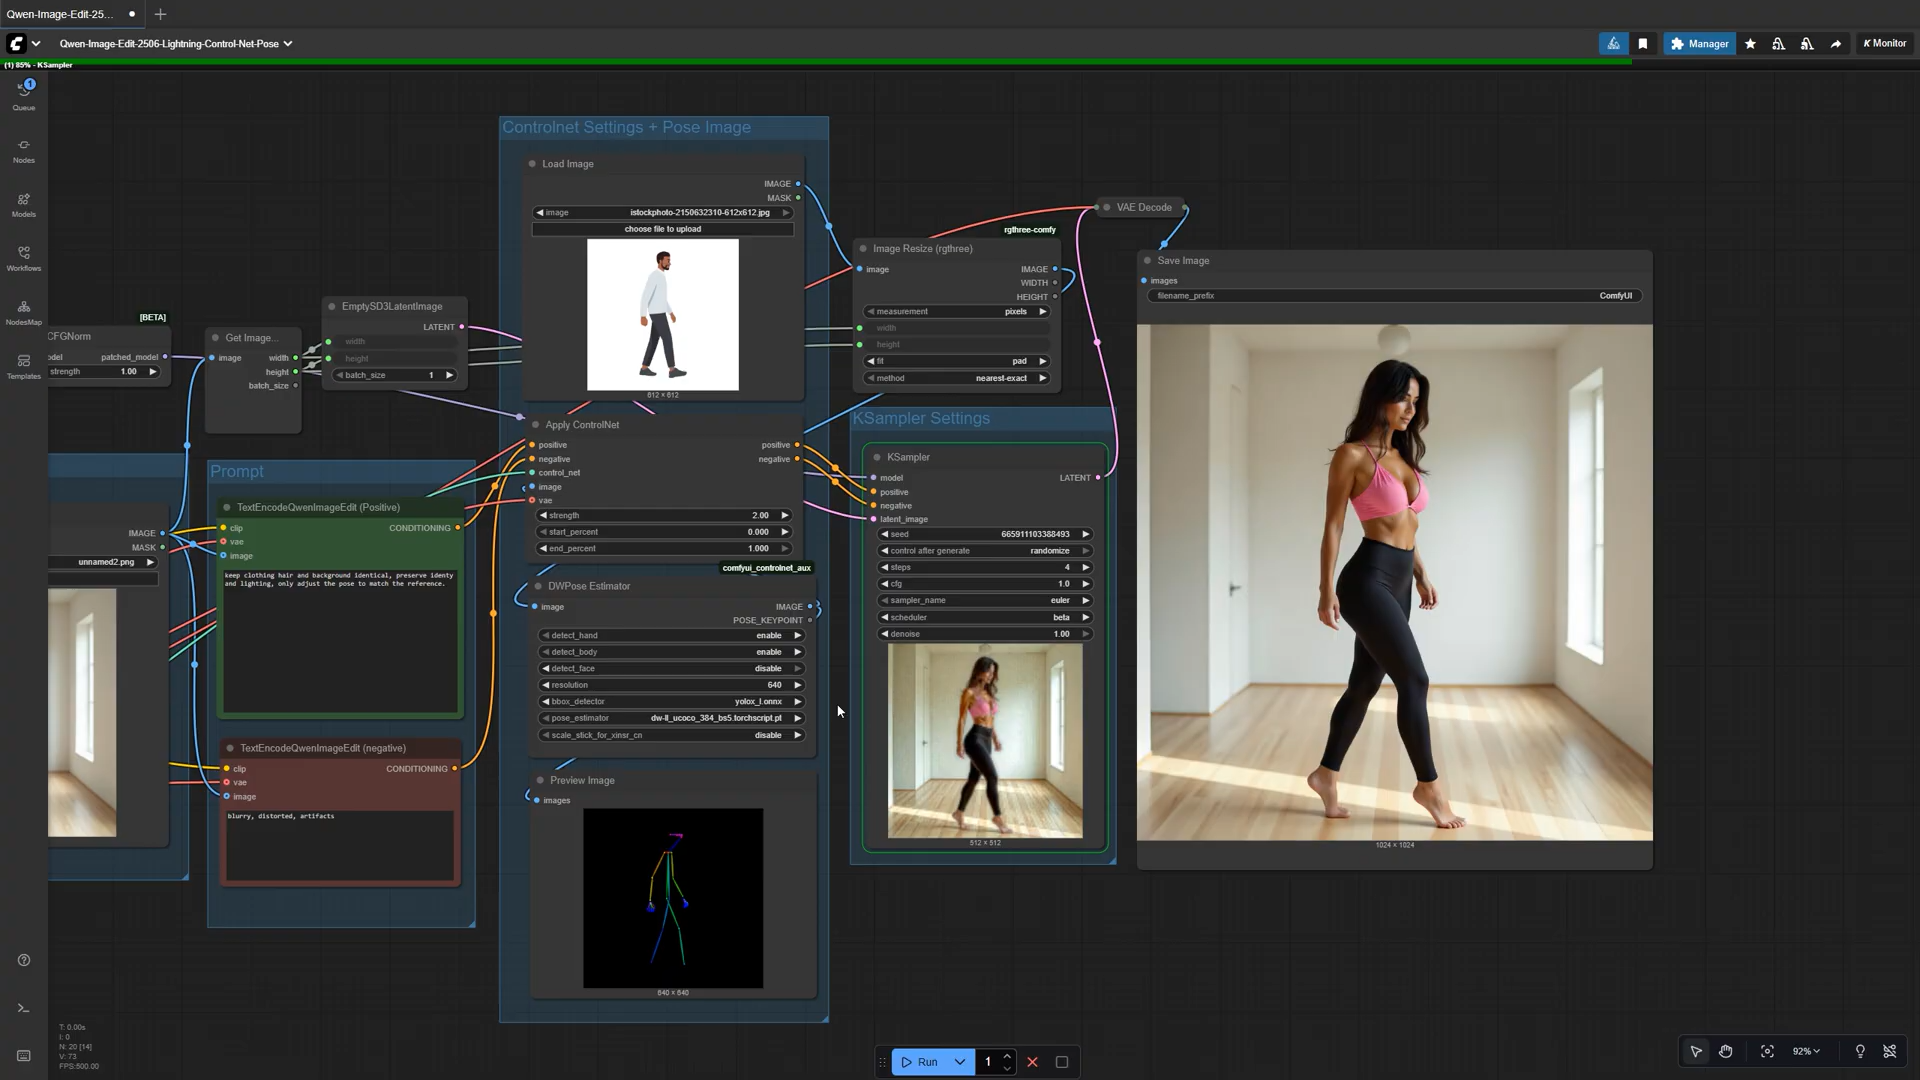 Qwen-Image-Edit-25...
Qwen-Image-Edit-2506-Lightning-Control-Net-Pose
Manager
K Monitor
(1) 85% - KSampler
1
Queue
Nodes
Models
Workflows
NodesMap
Templates
[BETA]
CFGNorm
patched_model
strength 1.00
Get Image...
image width
height
batch_size
EmptySD3LatentImage
LATENT
width
height
batch_size 1
IMAGE
MASK
unnamed2.png
Prompt
TextEncodeQwenImageEdit (Positive)
clip CONDITIONING
vae
image
keep clothing hair and background identical, preserve identy
and lighting, only adjust the pose to match the reference.
TextEncodeQwenImageEdit (negative)
clip CONDITIONING
vae
image
blurry, distorted, artifacts
Controlnet Settings + Pose Image
Load Image
IMAGE
MASK
image istockphoto-2150632310-612x612.jpg
choose file to upload
612 × 612
Apply ControlNet
positive positive
negative negative
control_net
image
vae
strength 2.00
start_percent 0.000
end_percent 1.000
comfyui_controlnet_aux
DWPose Estimator
image IMAGE
POSE_KEYPOINT
detect_hand enable
detect_body enable
detect_face disable
resolution 640
bbox_detector yolox_l.onnx
pose_estimator dw-ll_ucoco_384_bs5.torchscript.pt
scale_stick_for_xinsr_cn disable
Preview Image
images
640 × 640
rgthree-comfy
Image Resize (rgthree)
image IMAGE
WIDTH
HEIGHT
measurement pixels
width
height
fit pad
method nearest-exact
KSampler Settings
KSampler
model LATENT
positive
negative
latent_image
seed 665911103388493
control after generate randomize
steps 4
cfg 1.0
sampler_name euler
scheduler beta
denoise 1.00
512 × 512
VAE Decode
Save Image
images
filename_prefix ComfyUI
1024 × 1024
T: 0.00s
I: 0
N: 20 [14]
V: 73
FPS:500.00
Run
1
92%